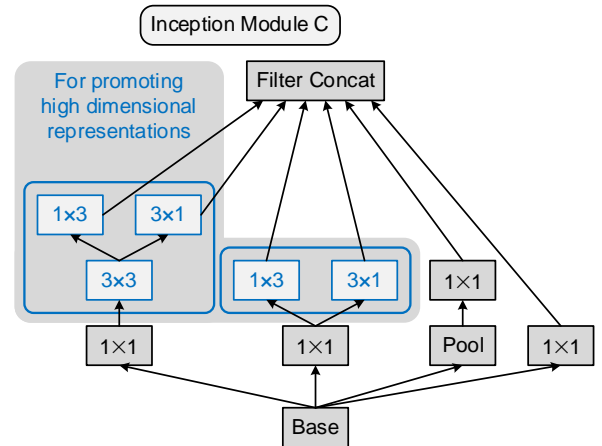 Inception Module C
For promoting
high dimensional
representations
Filter Concat
1×3
3×1
3×3
1×3
3×1
1×1
1×1
1×1
Pool
1×1
Base